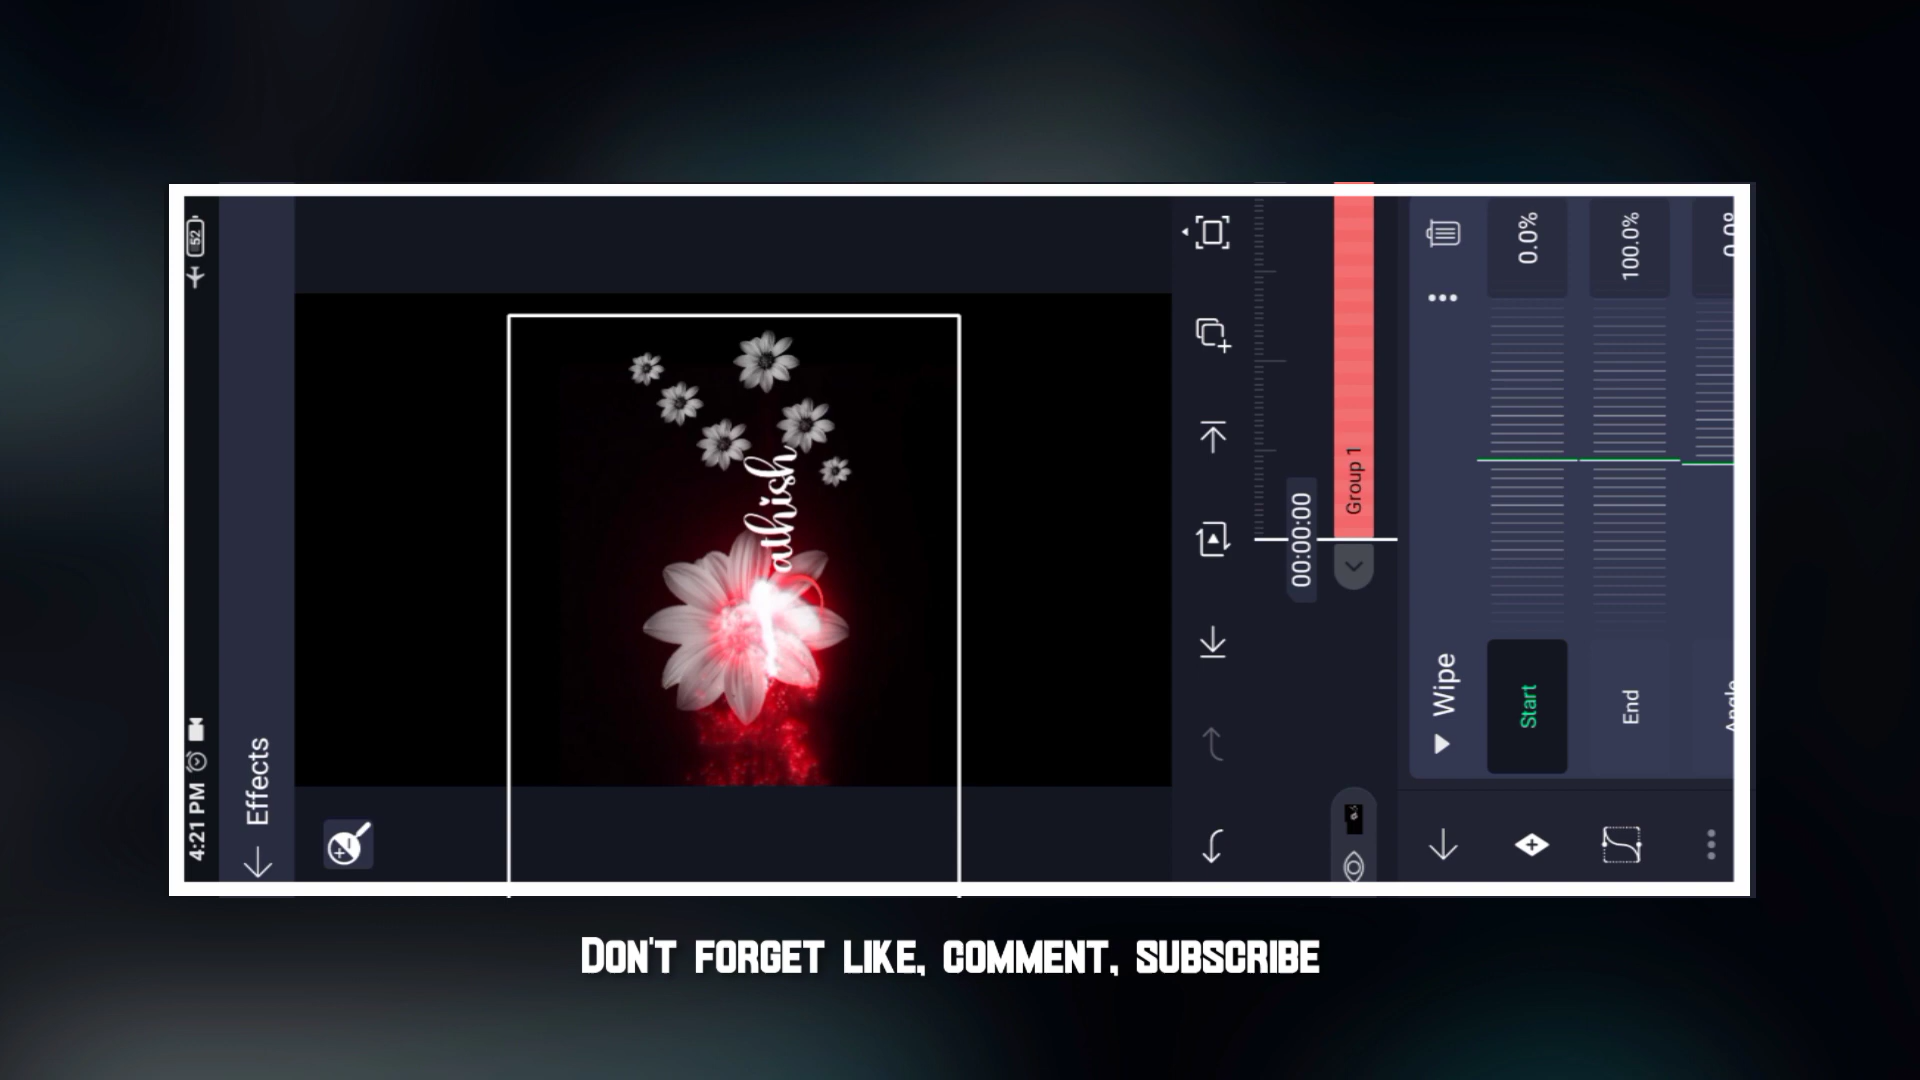 4:21 PM
52
Effects
athish
00:00:00
Group 1
Wipe
Start
0.0%
End
100.0%
Angle
DON'T FORGET LIKE, COMMENT, SUBSCRIBE